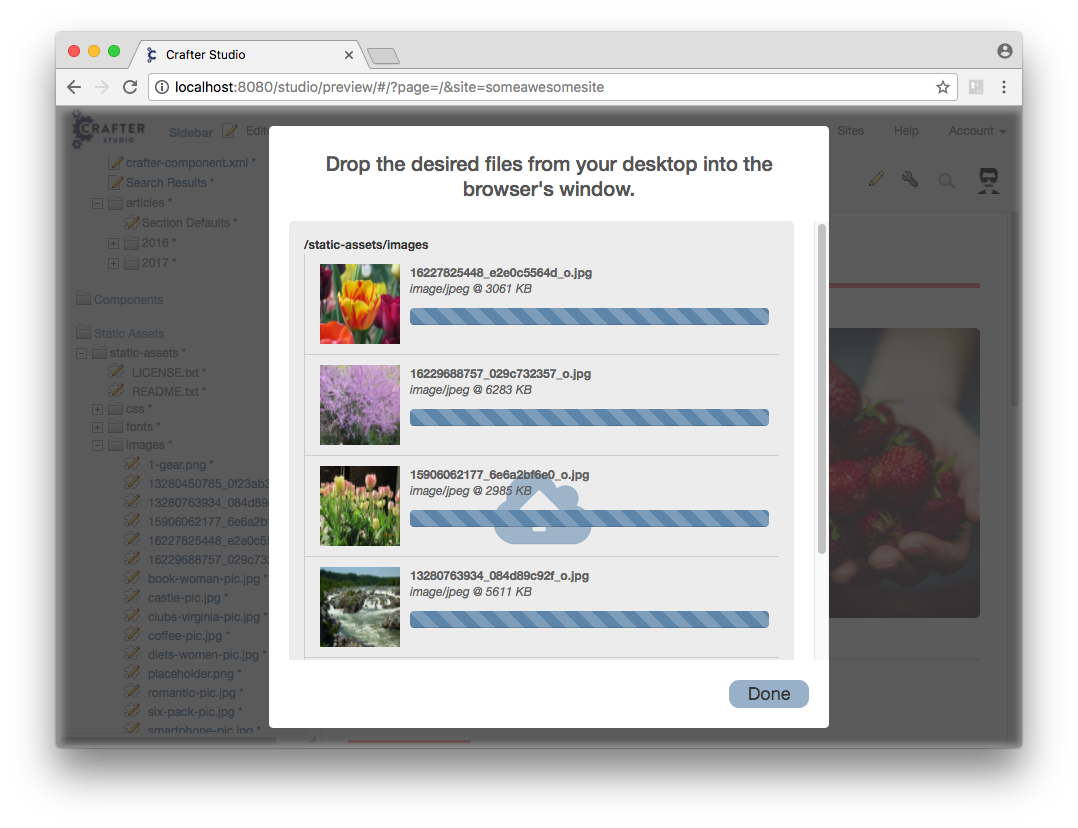 Crafter Studio
localhost:8080/studio/preview/#/?page=/&site=someawesomesite
CRAFTER
STUDIO
Sidebar
Edit
Sites
Help
Account
crafter-component.xml *
Search Results *
articles *
Section Defaults *
2016 *
2017 *
Components
Static Assets
static-assets *
LICENSE.txt *
README.txt *
css *
fonts *
images *
1-gear.png *
13280450785_0f23ab3
13280763934_084d89
15906062177_6e6a2b
16227825448_e2e0c5
16229688757_029c73
book-woman-pic.jpg *
castle-pic.jpg *
clubs-virginia-pic.jpg *
coffee-pic.jpg *
diets-women-pic.jpg *
placeholder.png *
romantic-pic.jpg *
six-pack-pic.jpg *
smartphone-pic.jpg *
Drop the desired files from your desktop into the
browser's window.
/static-assets/images
16227825448_e2e0c5564d_o.jpg
image/jpeg @ 3061 KB
16229688757_029c732357_o.jpg
image/jpeg @ 6283 KB
15906062177_6e6a2bf6e0_o.jpg
image/jpeg @ 2985 KB
13280763934_084d89c92f_o.jpg
image/jpeg @ 5611 KB
Done